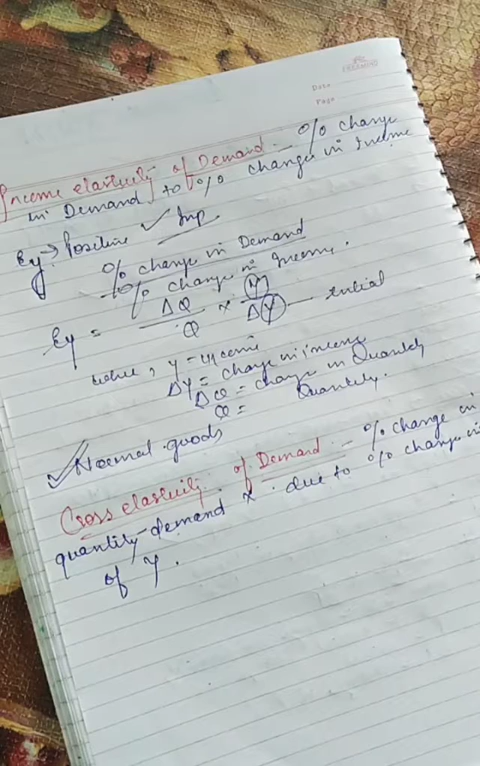 Date
Page
Income elasticity of Demand - % change
in Demand to % change in Income
Ey → Positive ✓ Imp
% change in Demand
% change in Income.
Ey = ΔQ/Q × Y/ΔY — initial
where, Y = income
ΔY = change in income
ΔQ = change in Quantity
Q = Quantity.
✓ Normal goods
Cross elasticity of Demand - % change in
quantity demand x due to % change in
of y.